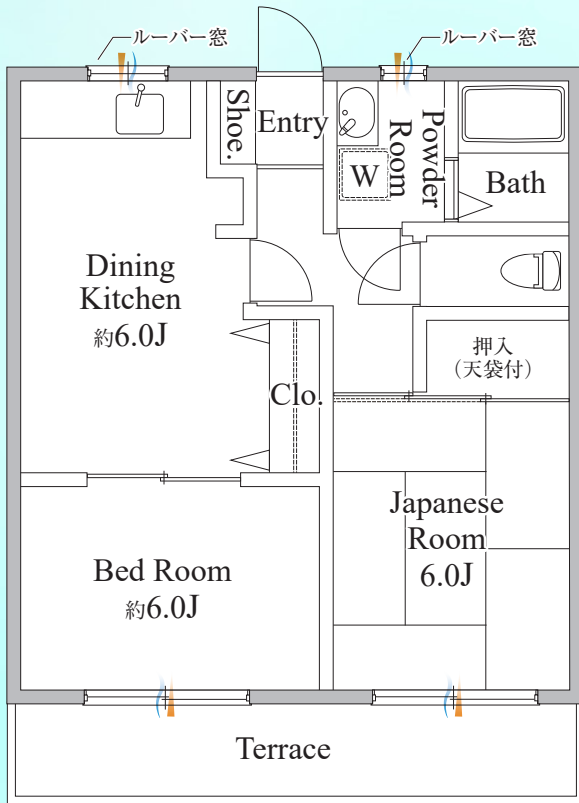 ルーバー窓
ルーバー窓
Shoe.
Entry
Powder
Room
W
Bath
Dining
Kitchen
約6.0J
押入
(天袋付)
Clo.
Japanese
Room
6.0J
Bed Room
約6.0J
Terrace